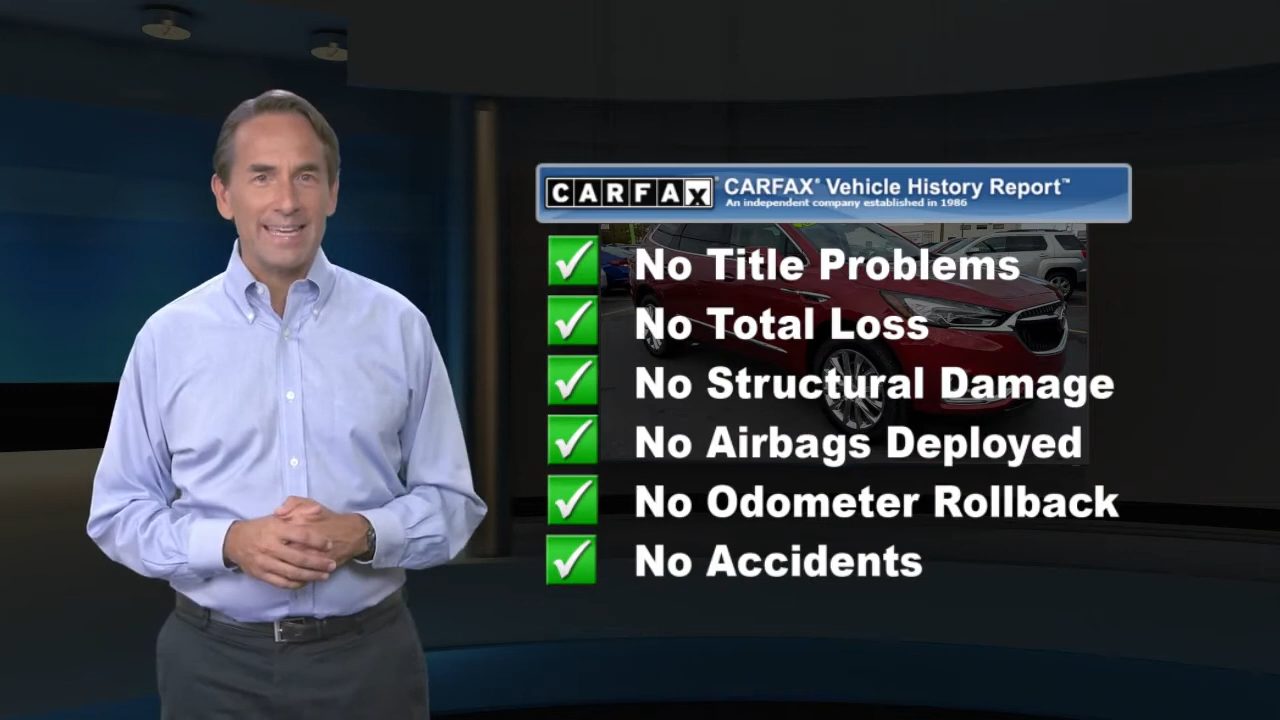 CARFAX® CARFAX® Vehicle History Report™
An independent company established in 1986
No Title Problems
No Total Loss
No Structural Damage
No Airbags Deployed
No Odometer Rollback
No Accidents